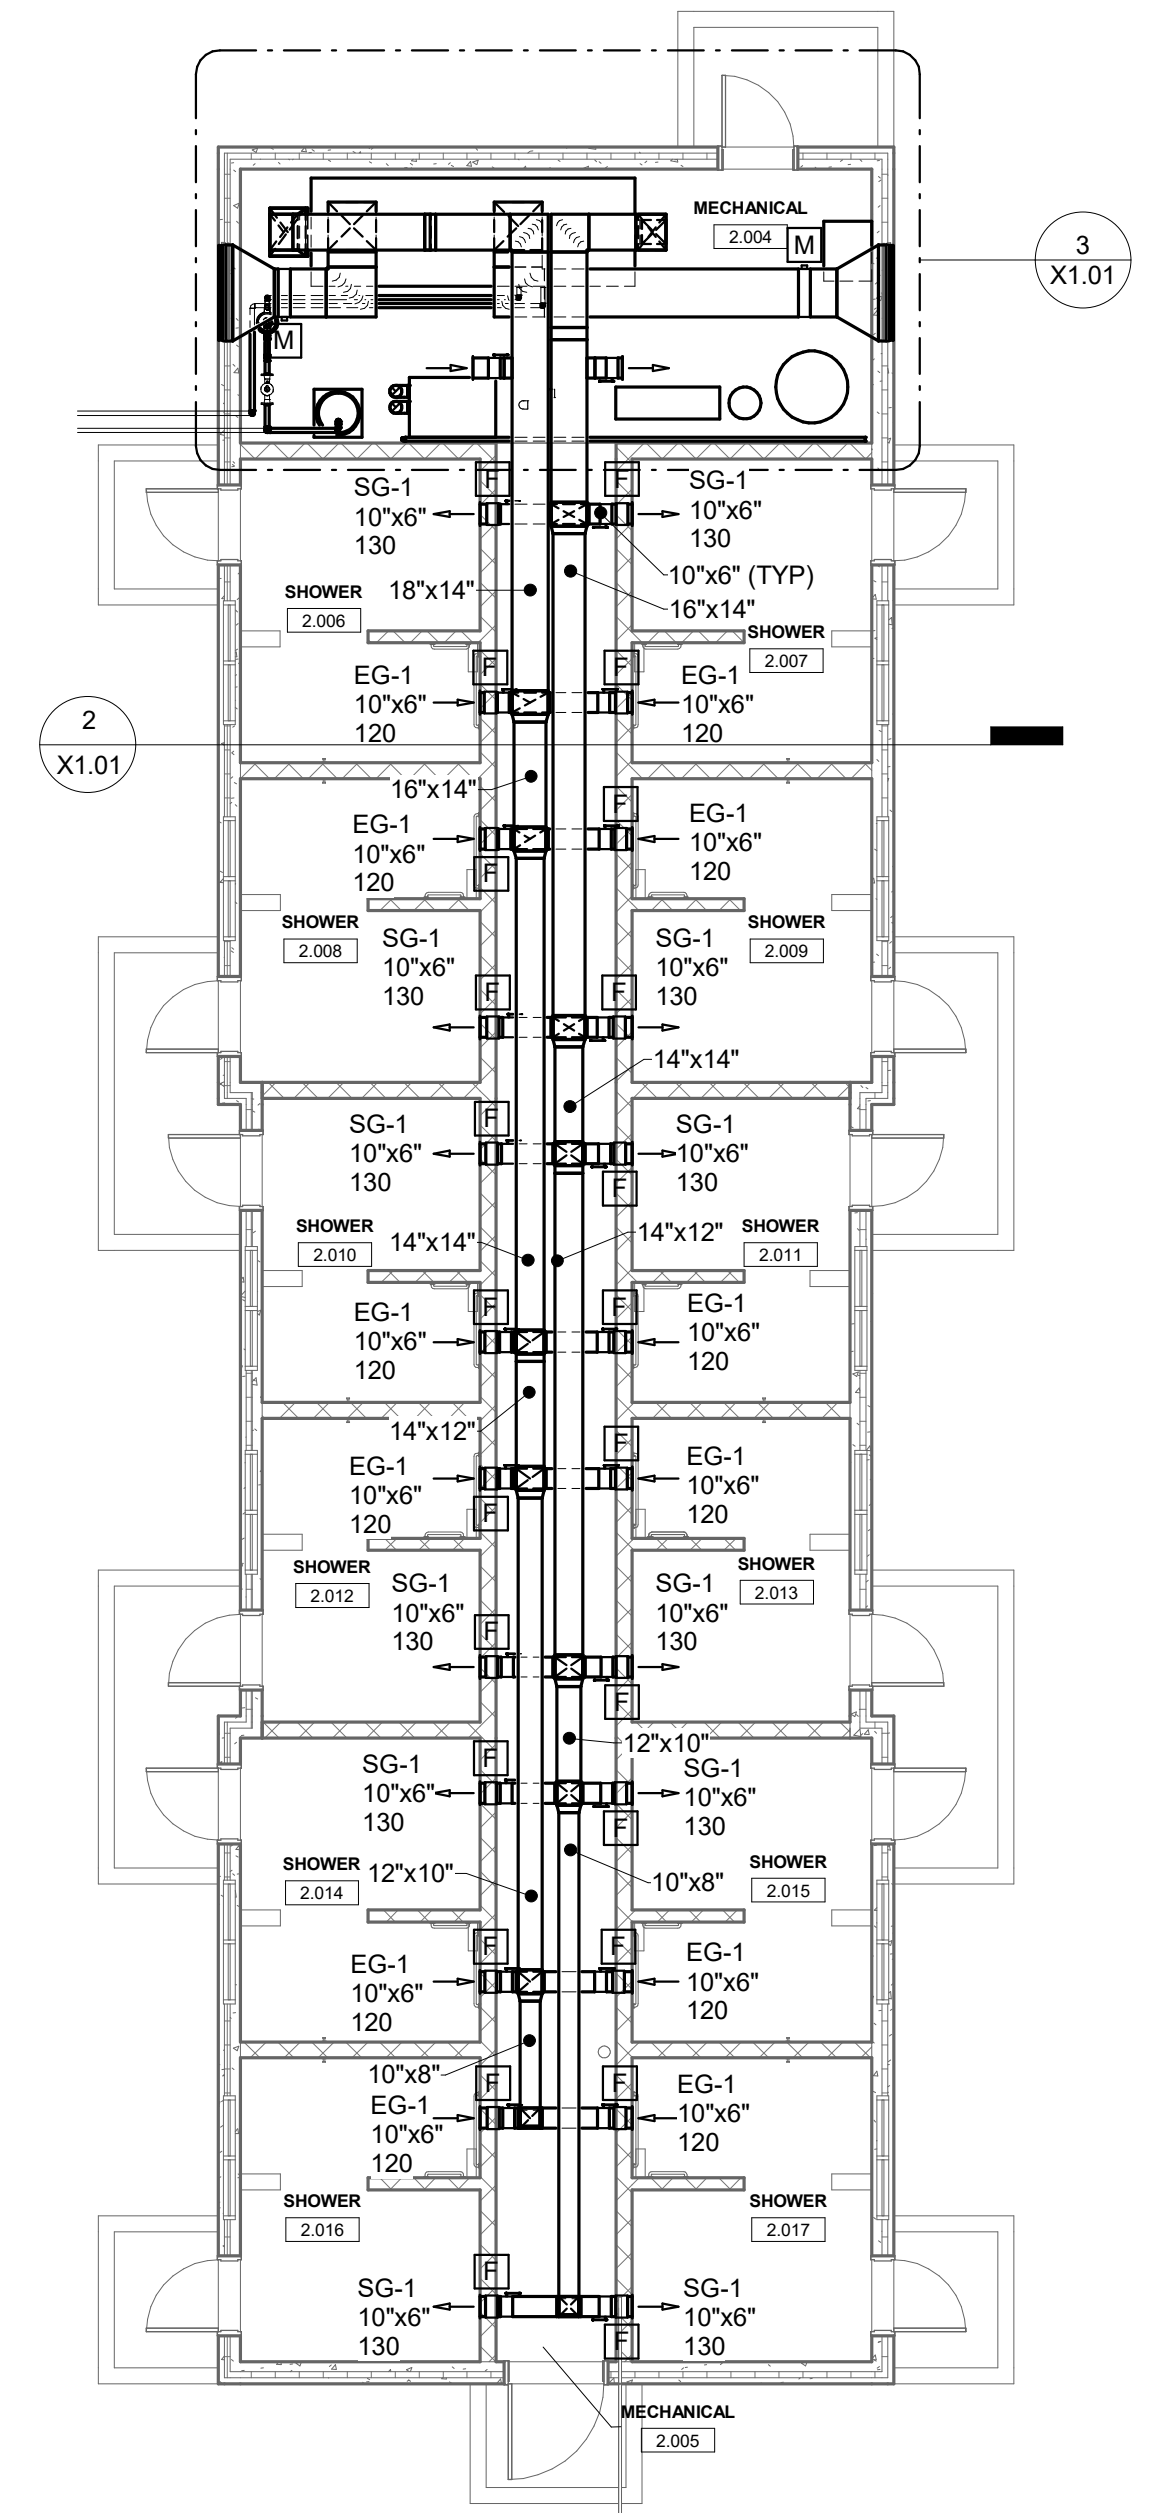 MECHANICAL
2.004
M
3
X1.01
M
F
F
SG-1
10"x6"
130
SG-1
10"x6"
130
10"x6" (TYP)
18"x14"
16"x14"
SHOWER
2.006
SHOWER
2.007
F
F
EG-1
10"x6"
120
EG-1
10"x6"
120
2
X1.01
16"x14"
F
EG-1
10"x6"
120
EG-1
10"x6"
120
F
SHOWER
2.008
SHOWER
2.009
SG-1
10"x6"
130
SG-1
10"x6"
130
F
F
14"x14"
F
SG-1
10"x6"
130
SG-1
10"x6"
130
F
SHOWER
2.010
SHOWER
2.011
14"x14"
14"x12"
F
F
EG-1
10"x6"
120
EG-1
10"x6"
120
14"x12"
F
EG-1
10"x6"
120
EG-1
10"x6"
120
F
SHOWER
2.012
SHOWER
2.013
SG-1
10"x6"
130
SG-1
10"x6"
130
F
F
12"x10"
F
SG-1
10"x6"
130
SG-1
10"x6"
130
F
SHOWER
2.014
SHOWER
2.015
12"x10"
10"x8"
F
F
EG-1
10"x6"
120
EG-1
10"x6"
120
10"x8"
F
F
EG-1
10"x6"
120
EG-1
10"x6"
120
SHOWER
2.016
SHOWER
2.017
F
SG-1
10"x6"
130
SG-1
10"x6"
130
F
MECHANICAL
2.005